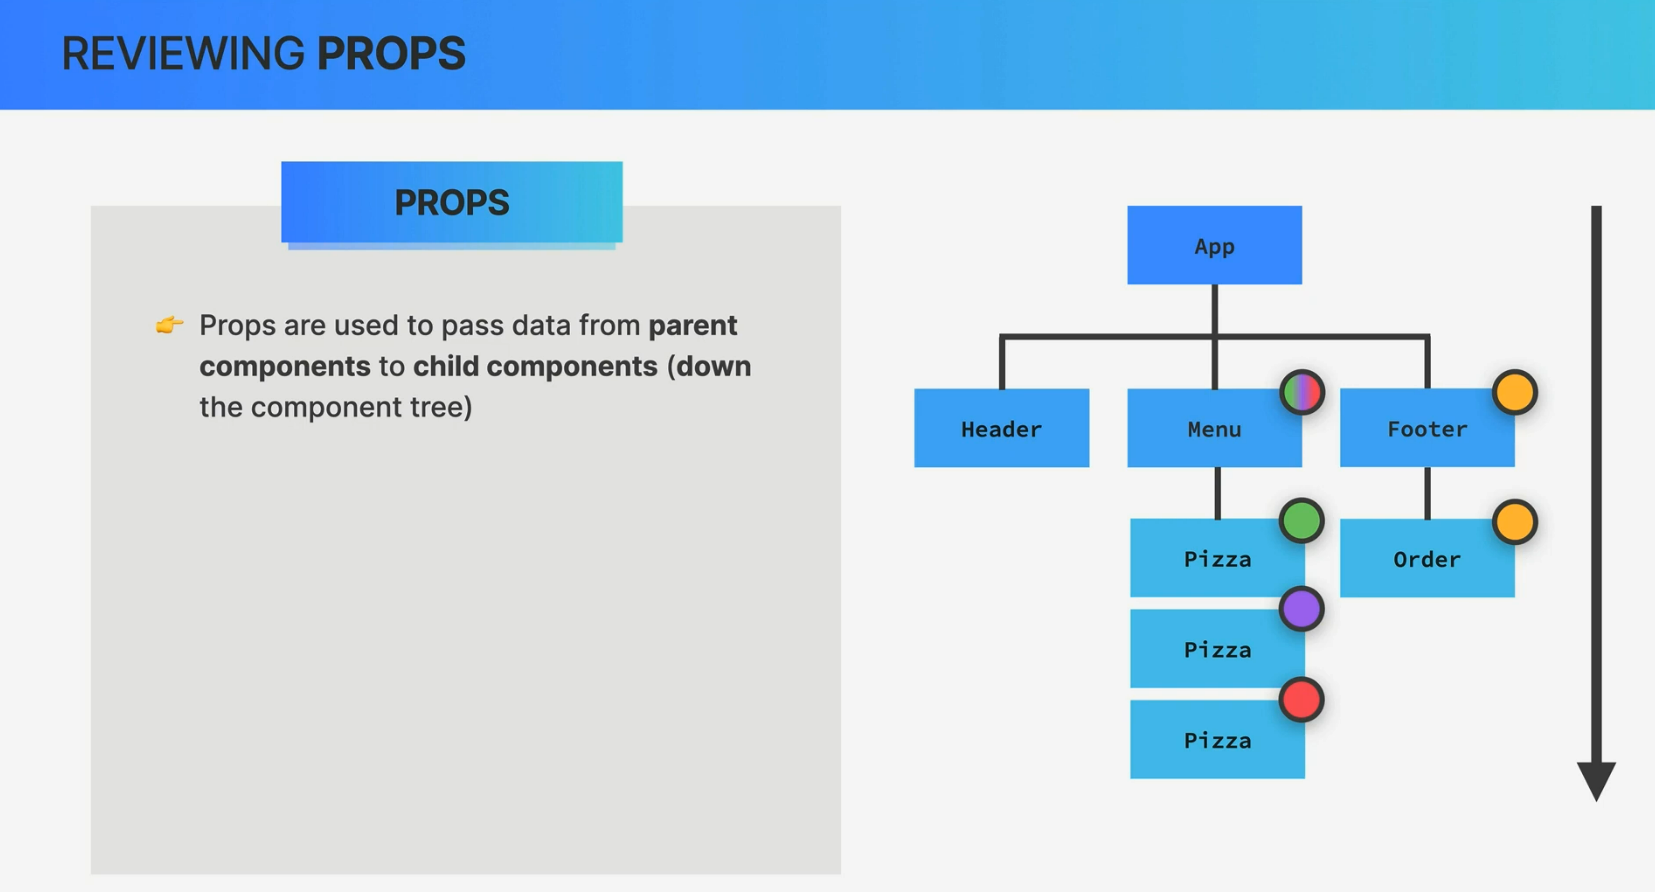 REVIEWING PROPS
PROPS
👉 Props are used to pass data from parent
components to child components (down
the component tree)
App
Header
Menu
Footer
Pizza
Order
Pizza
Pizza